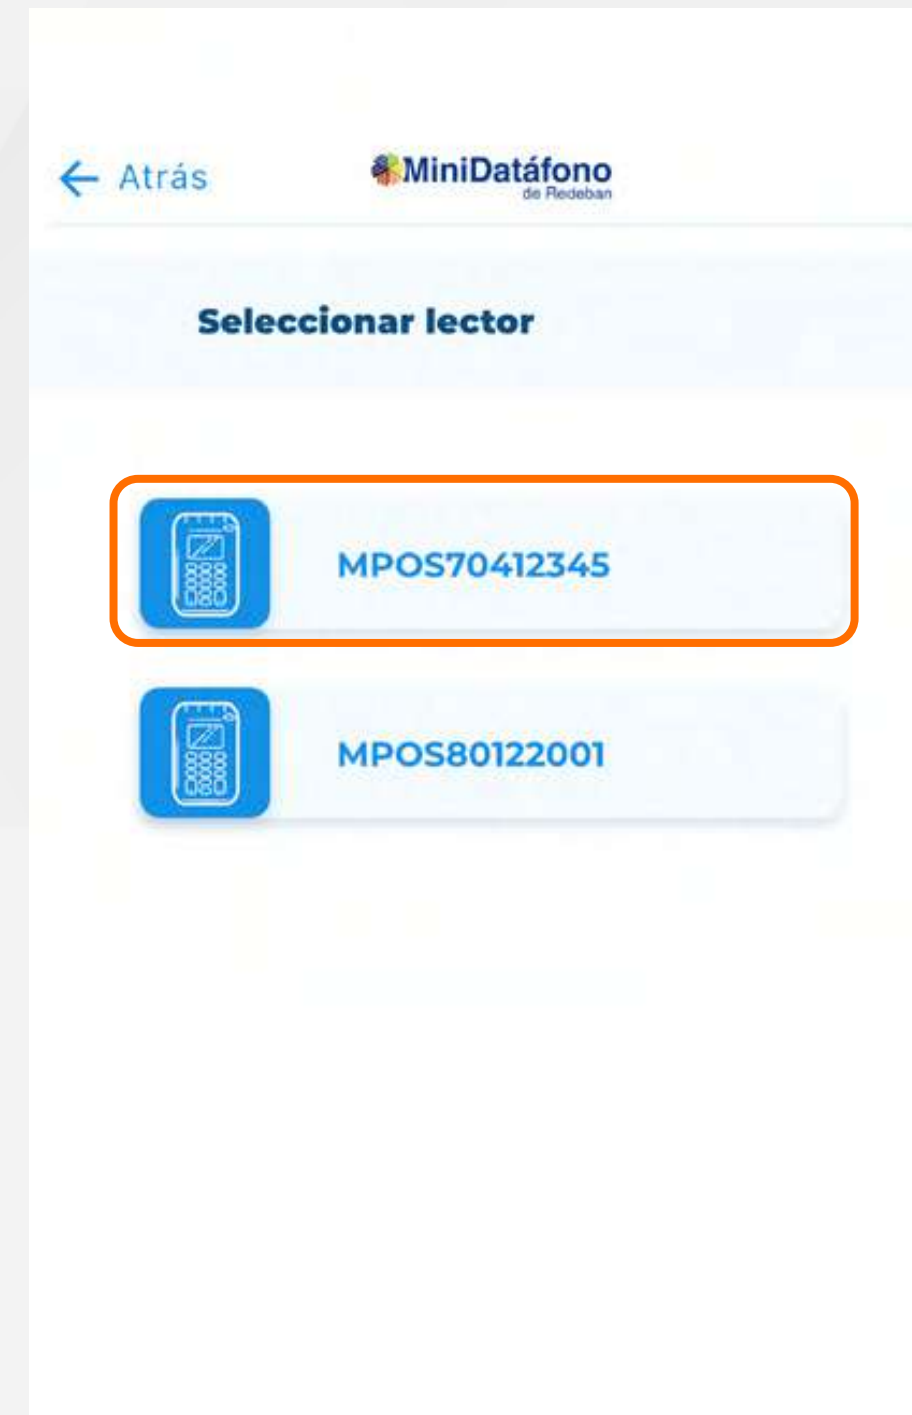 ← Atrás
MiniDatáfono
de Redeban
Seleccionar lector
MPOS70412345
MPOS80122001